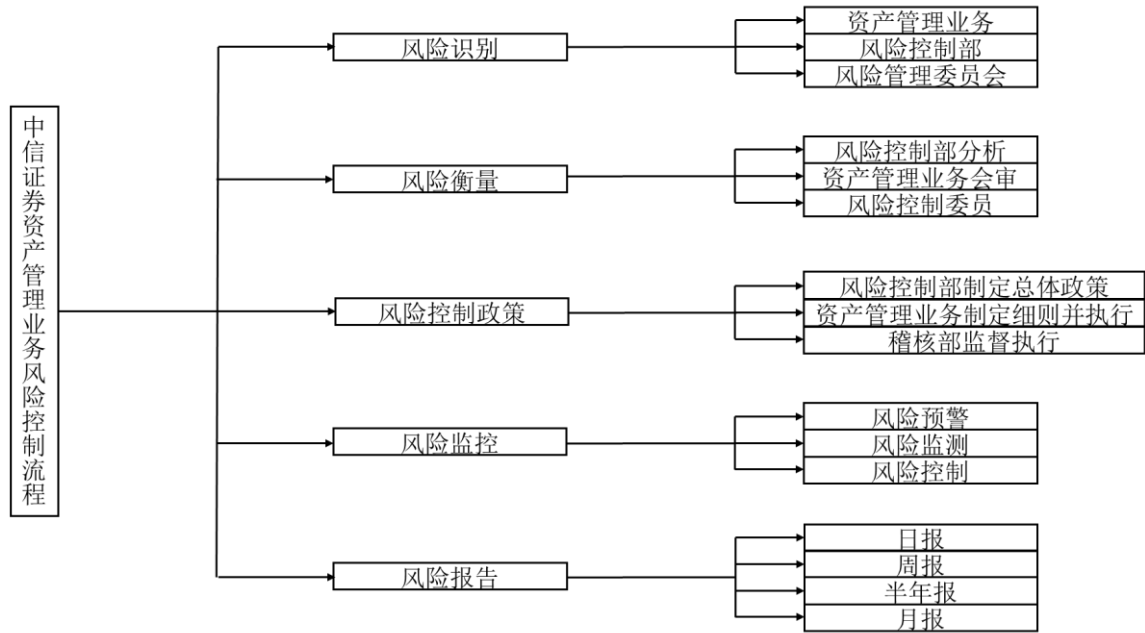 中信证券资产管理业务风险控制流程
风险识别
资产管理业务
风险控制部
风险管理委员会
风险衡量
风险控制部分析
资产管理业务会审
风险控制委员
风险控制政策
风险控制部制定总体政策
资产管理业务制定细则并执行
稽核部监督执行
风险监控
风险预警
风险监测
风险控制
风险报告
日报
周报
半年报
月报